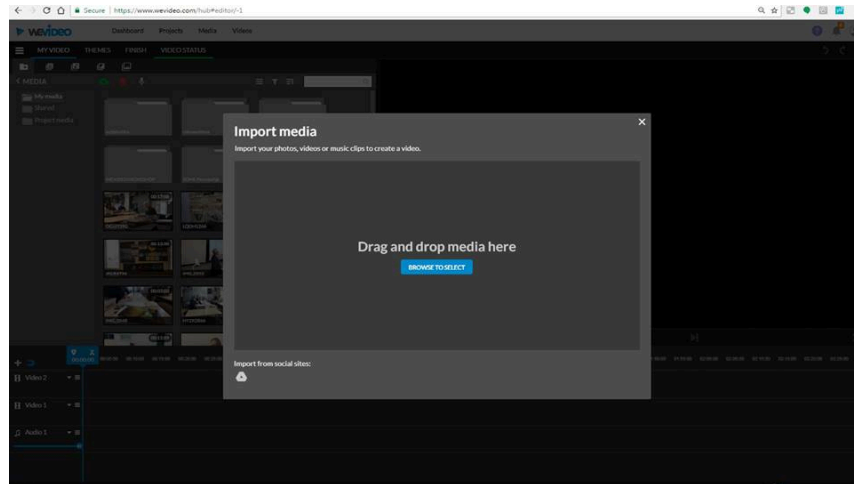 Secure | https://www.wevideo.com/hub#editor/-1
WeVideo Dashboard Projects Media Videos
MY VIDEO THEMES FINISH VIDEO STATUS
< MEDIA
My media
Shared
Project media
Import media
Import your photos, videos or music clips to create a video.
Drag and drop media here
BROWSE TO SELECT
Import from social sites:
Video 2
Video 1
Audio 1